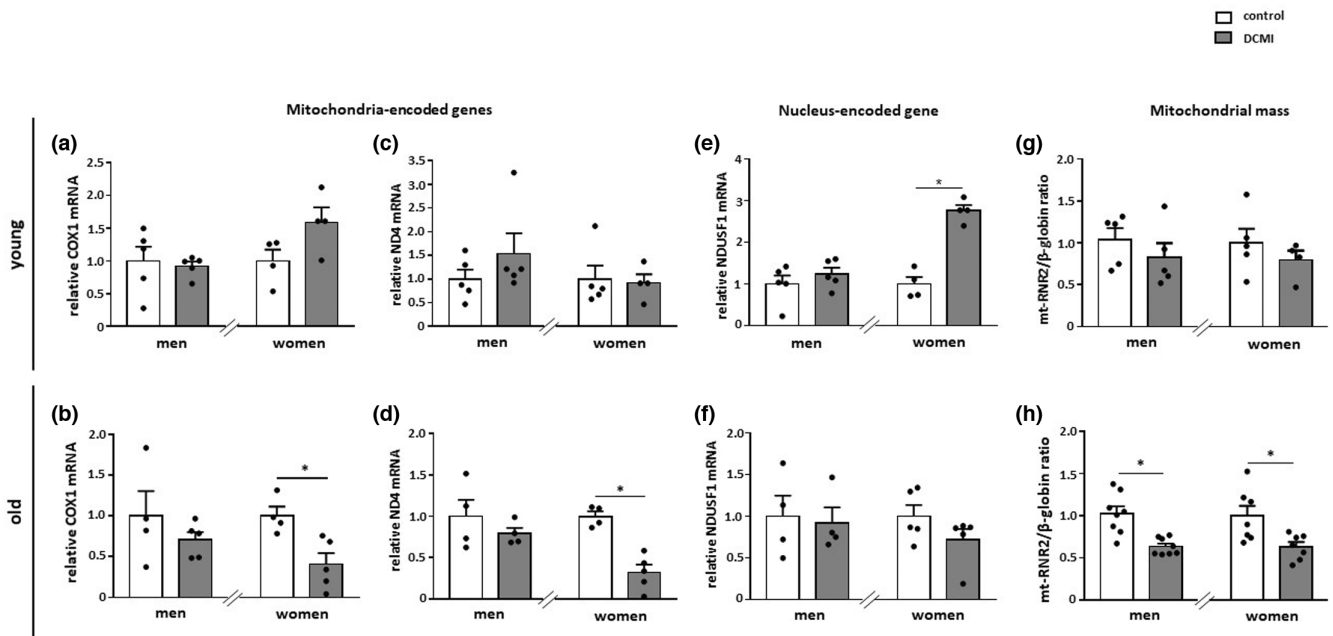 control
DCMI
Mitochondria-encoded genes
Nucleus-encoded gene
Mitochondrial mass
young
(a)
relative COX1 mRNA
2.5
2.0
1.5
1.0
0.5
0
men
women
(c)
relative ND4 mRNA
3.5
3.0
2.5
2.0
1.5
1.0
0.5
0
men
women
(e)
relative NDUSF1 mRNA
4
3
2
1
0
*
men
women
(g)
mt-RNR2/β-globin ratio
2.0
1.5
1.0
0.5
0
men
women
old
(b)
relative COX1 mRNA
2.0
1.5
1.0
0.5
0
*
men
women
(d)
relative ND4 mRNA
2.0
1.5
1.0
0.5
0
*
men
women
(f)
relative NDUSF1 mRNA
2.0
1.5
1.0
0.5
0
men
women
(h)
mt-RNR2/β-globin ratio
2.0
1.5
1.0
0.5
0
*
*
men
women